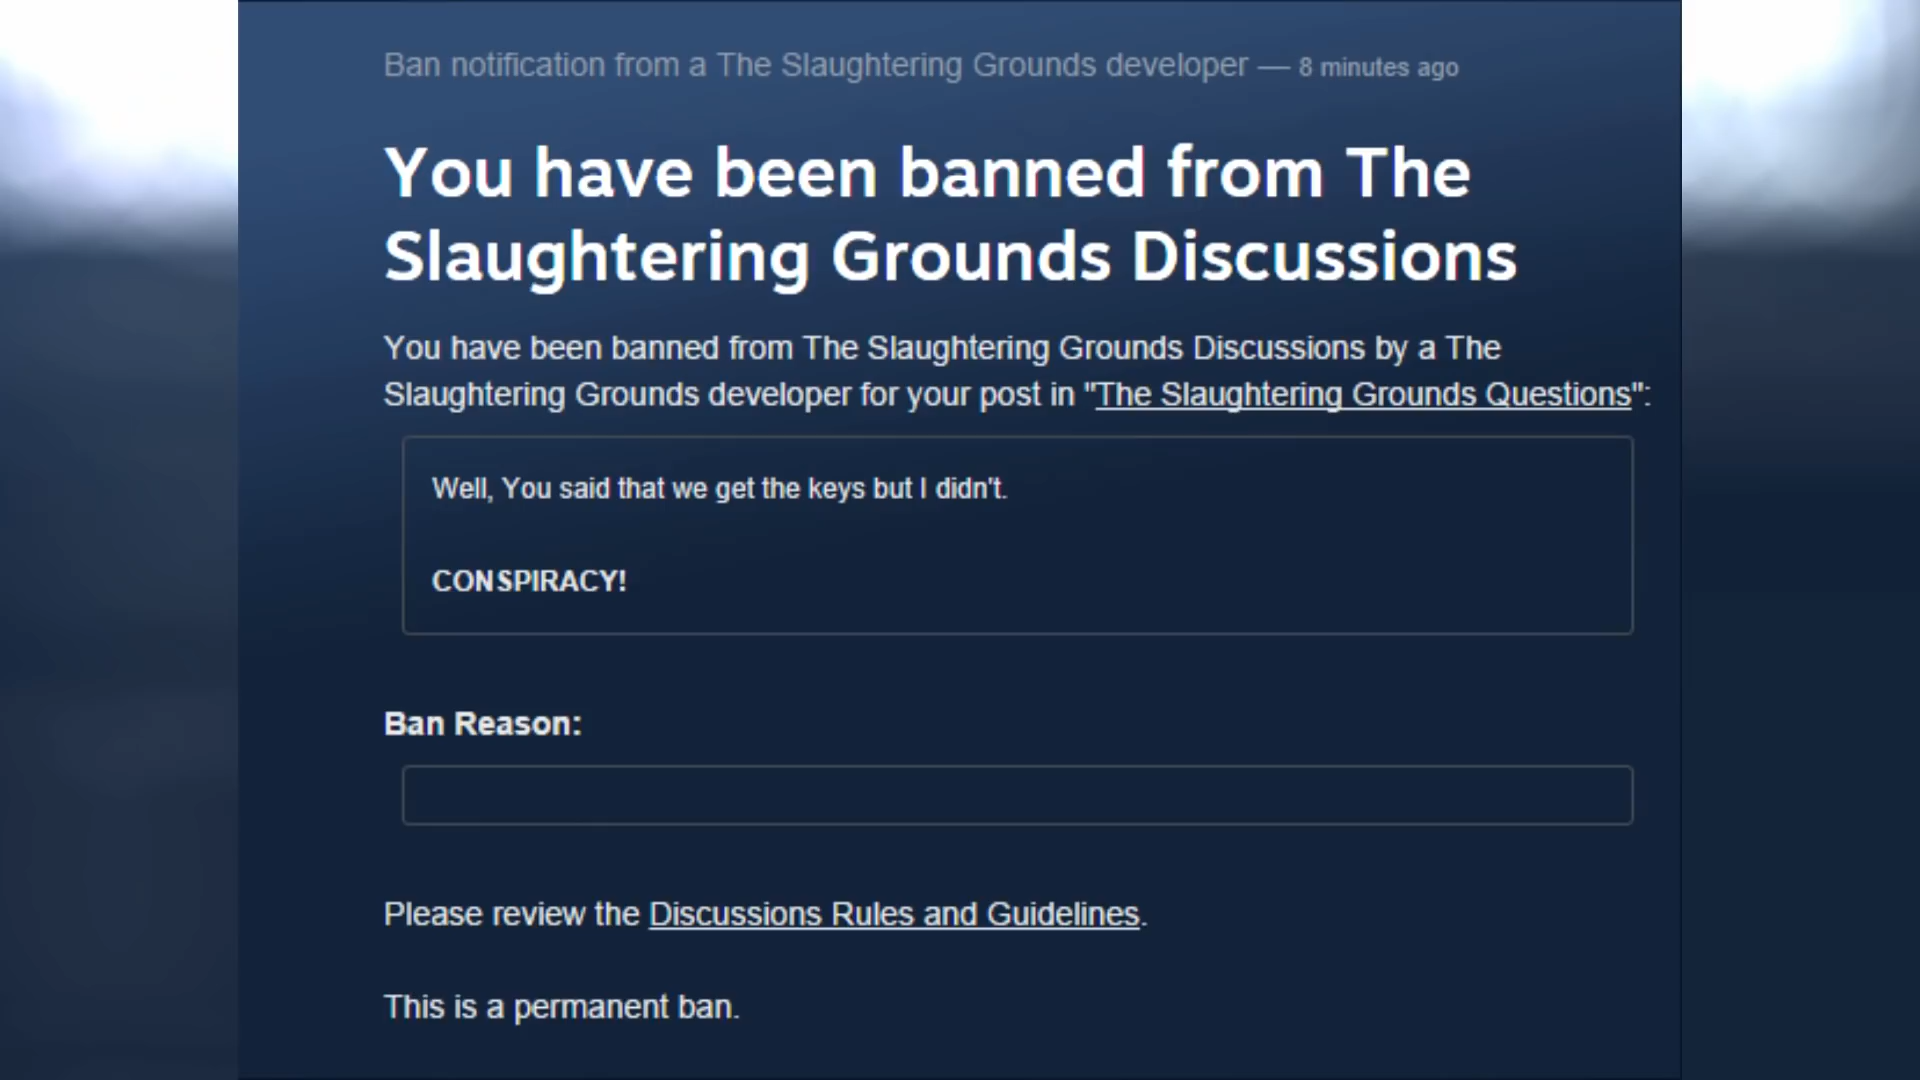 Ban notification from a The Slaughtering Grounds developer — 8 minutes ago
You have been banned from The
Slaughtering Grounds Discussions
You have been banned from The Slaughtering Grounds Discussions by a The
Slaughtering Grounds developer for your post in "The Slaughtering Grounds Questions":
Well, You said that we get the keys but I didn't.
CONSPIRACY!
Ban Reason:
Please review the Discussions Rules and Guidelines.
This is a permanent ban.